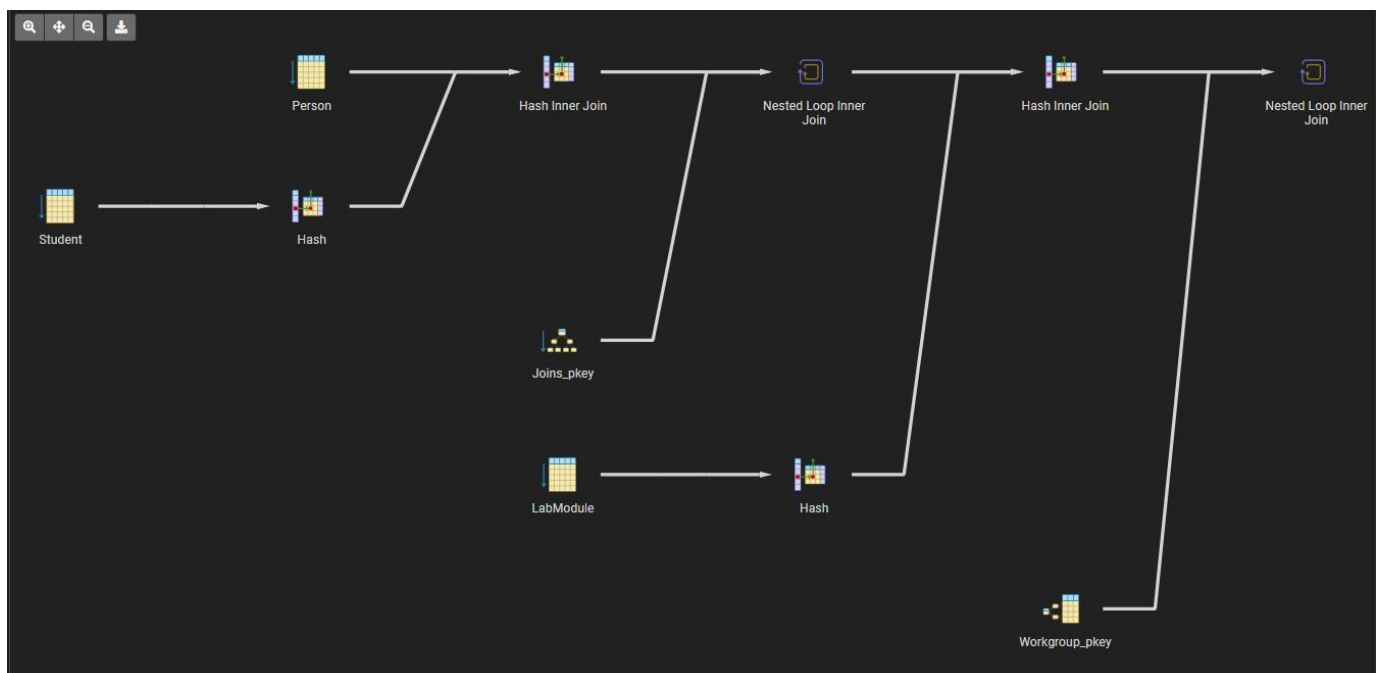 Person
Hash Inner Join
Nested Loop Inner
Join
Hash Inner Join
Nested Loop Inner
Join
Student
Hash
Joins_pkey
LabModule
Hash
Workgroup_pkey